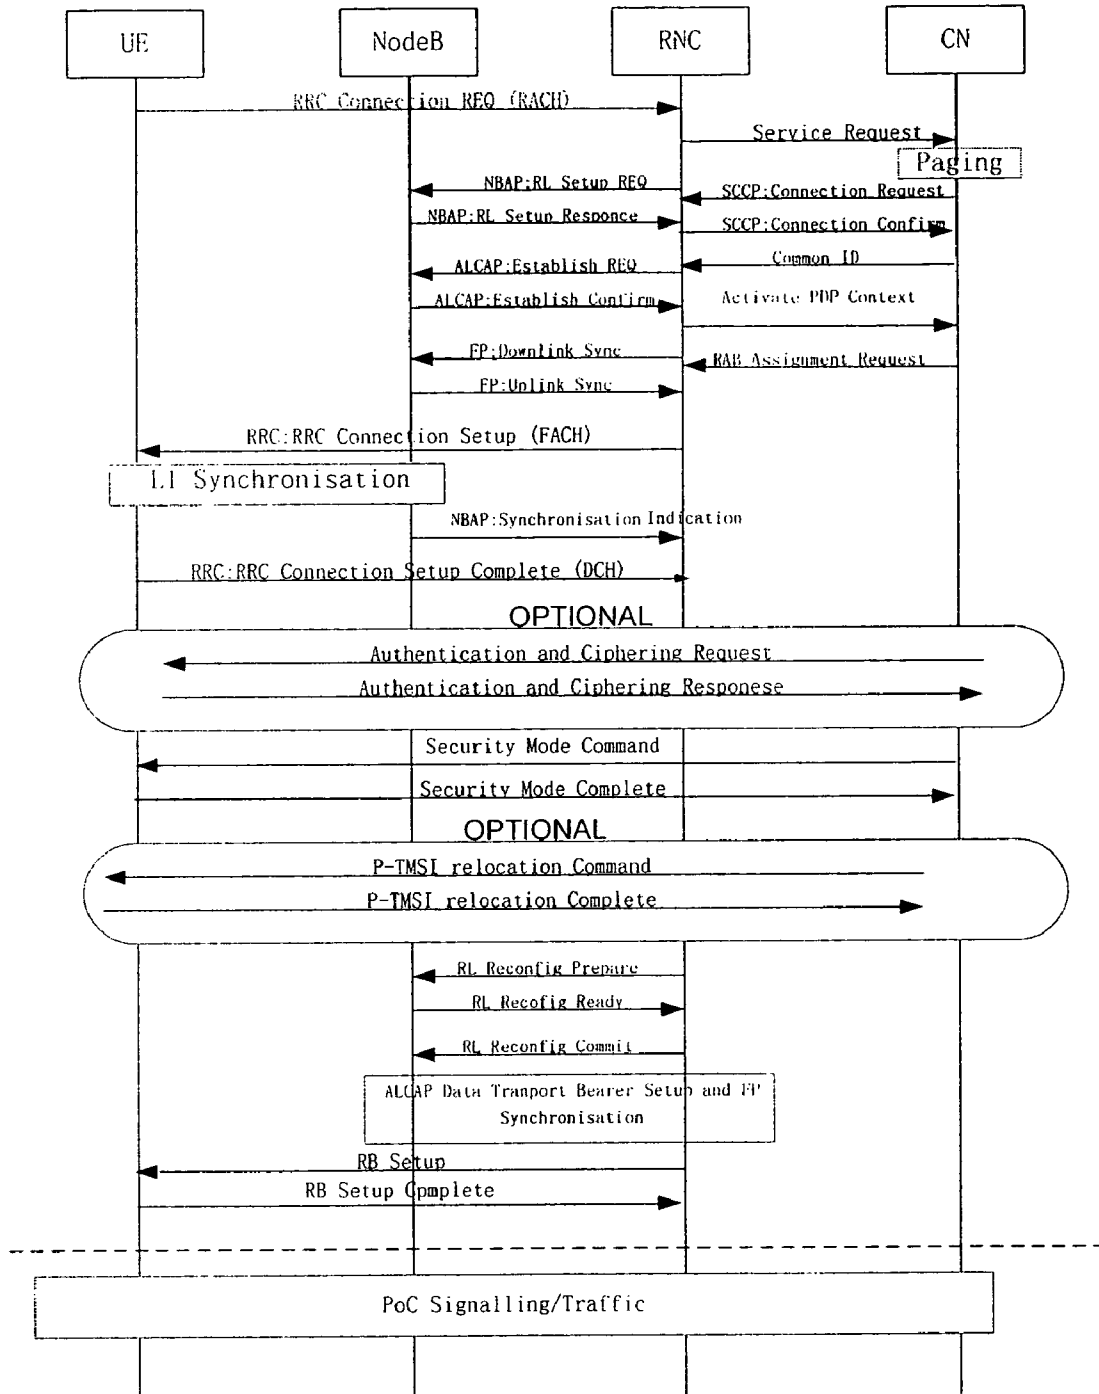 UE
NodeB
RNC
CN
RRC Connection REQ (RACH)
Service Request
Paging
NBAP:RL Setup REQ
SCCP:Connection Request
NBAP:RL Setup Responce
SCCP:Connection Confirm
Common ID
ALCAP:Establish REQ
ALCAP:Establish Confirm
Activate PDP Context
FP:Downlink Sync
RAB Assignment Request
FP:Uplink Sync
RRC:RRC Connection Setup (FACH)
L1 Synchronisation
NBAP:Synchronisation Indication
RRC:RRC Connection Setup Complete (DCH)
OPTIONAL
Authentication and Ciphering Request
Authentication and Ciphering Responese
Security Mode Command
Security Mode Complete
OPTIONAL
P-TMSI relocation Command
P-TMSI relocation Complete
RL Reconfig Prepare
RL Recofig Ready
RL Reconfig Commit
ALCAP Data Tranport Bearer Setup and FP
Synchronisation
RB Setup
RB Setup Cpmplete
PoC Signalling/Traffic